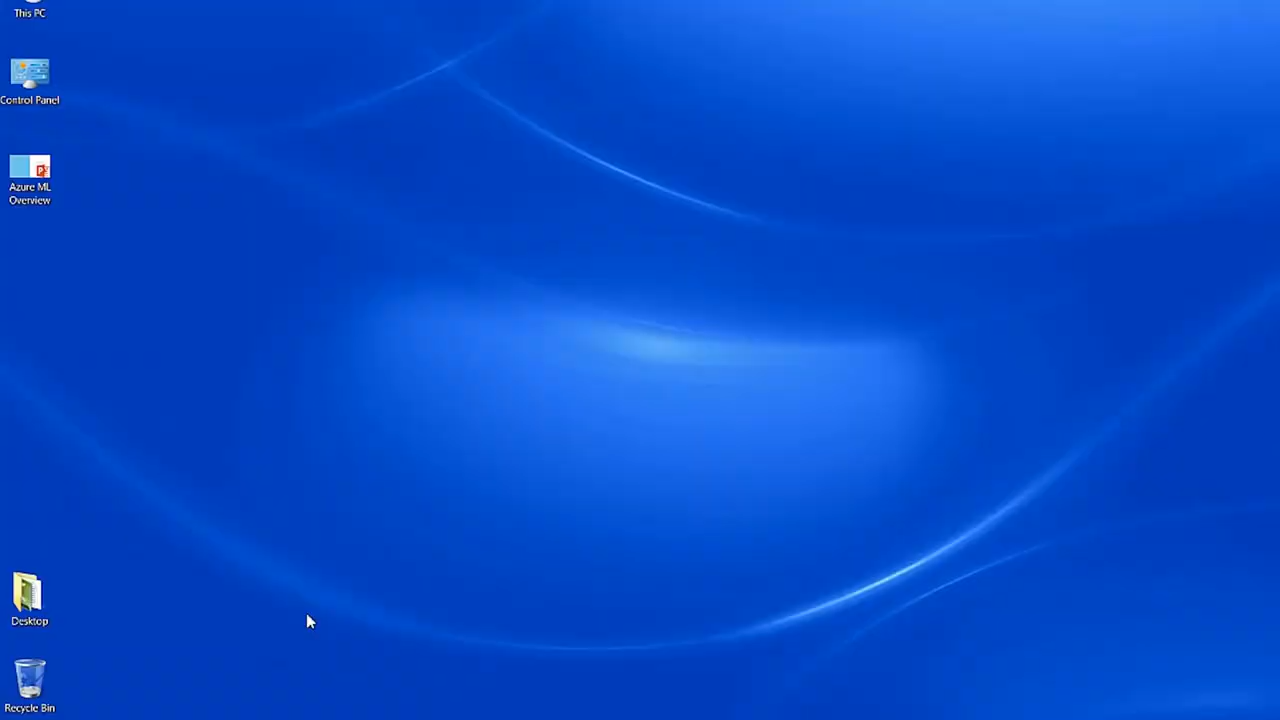 This PC
Control Panel
Azure ML
Overview
Desktop
Recycle Bin